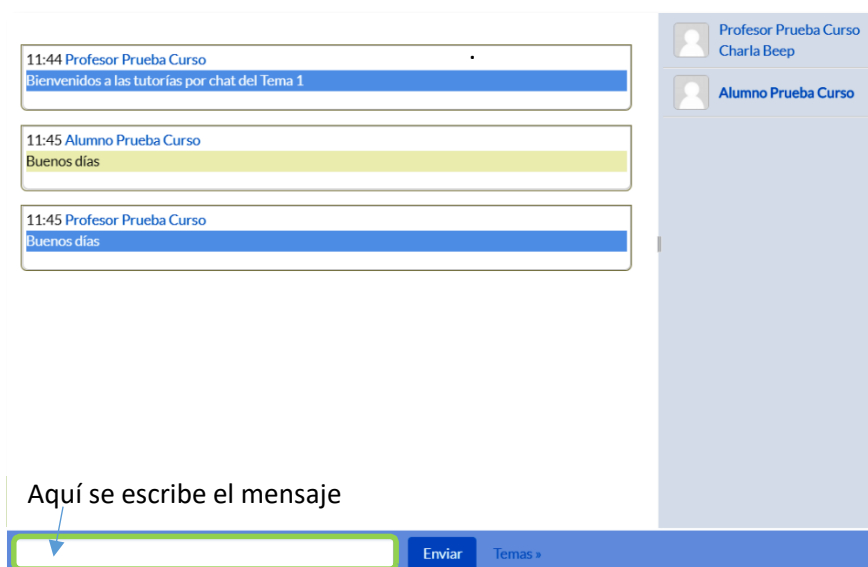 11:44 Profesor Prueba Curso
Bienvenidos a las tutorías por chat del Tema 1
11:45 Alumno Prueba Curso
Buenos días
11:45 Profesor Prueba Curso
Buenos días
Profesor Prueba Curso
Charla Beep
Alumno Prueba Curso
Aquí se escribe el mensaje
Enviar Temas »